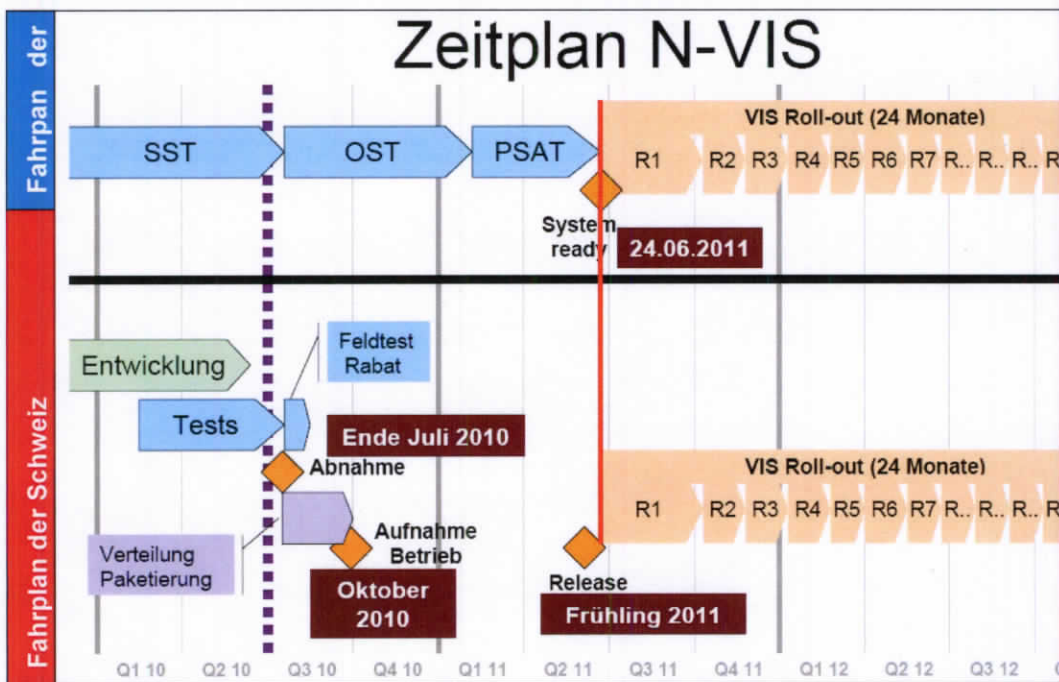 Zeitplan N-VIS
Fahrpan der
VIS Roll-out (24 Monate)
SST
OST
PSAT
R1
R2
R3
R4
R5
R6
R7
R..
R..
R..
R
System
ready
24.06.2011
Fahrplan der Schweiz
Feldtest
Rabat
Entwicklung
Tests
Ende Juli 2010
Abnahme
VIS Roll-out (24 Monate)
R1
R2
R3
R4
R5
R6
R7
R..
R..
R..
R
Verteilung
Paketierung
Aufnahme
Betrieb
Oktober
2010
Release
Frühling 2011
Q1 10
Q2 10
Q3 10
Q4 10
Q1 11
Q2 11
Q3 11
Q4 11
Q1 12
Q2 12
Q3 12